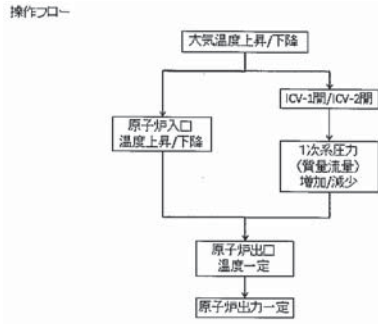 操作フロー
大気温度上昇/下降
ICV-1開/ICV-2開
原子炉入口
温度上昇/下降
1次系圧力
(質量流量)
増加/減少
原子炉出口
温度一定
原子炉出力一定